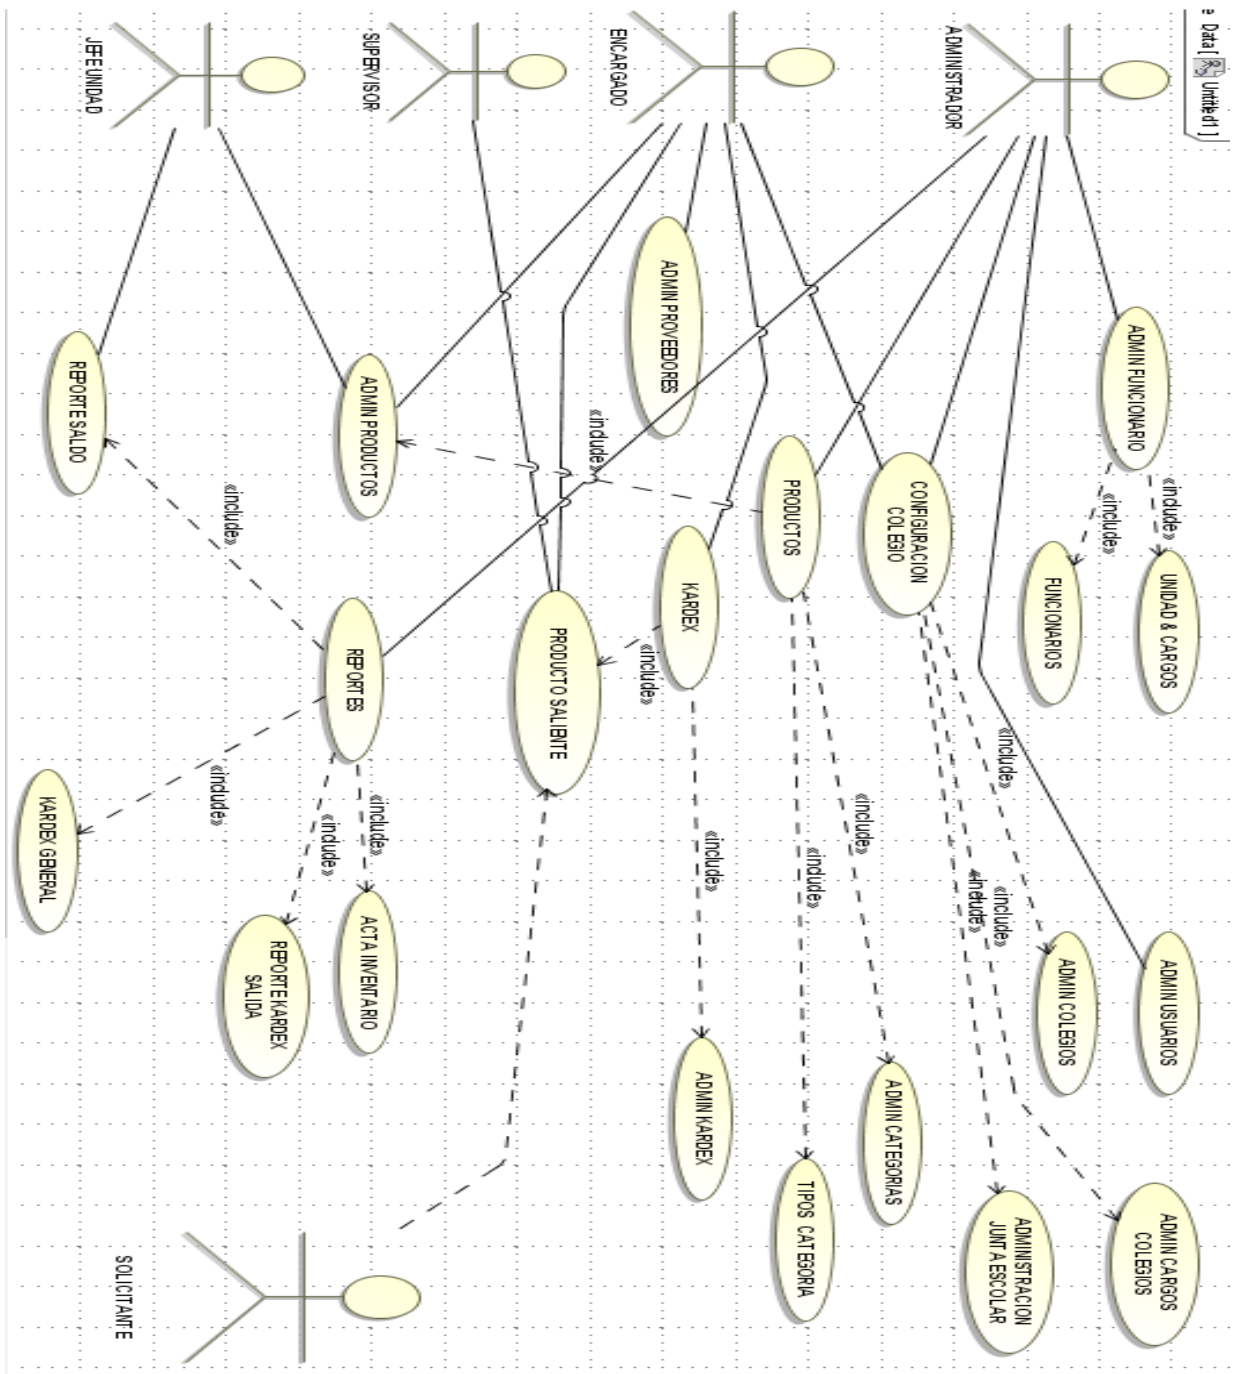 e Data [ Untitled1 ]
ADMINISTRADOR
ENCARGADO
SUPERVISOR
JEFE UNIDAD
ADMIN FUNCIONARIO
«include»
«include»
UNIDAD & CARGOS
FUNCIONARIOS
ADMIN USUARIOS
CONFIGURACION
COLEGIO
«include»
«include»
«include»
«include»
ADMIN COLEGIOS
ADMIN CARGOS
COLEGIOS
ADMINISTRACION
JUNTA ESCOLAR
PRODUCTOS
«include»
«include»
«include»
ADMIN CATEGORIAS
TIPOS CATEGORIA
ADMIN PROVEEDORES
KARDEX
«include»
«include»
ADMIN KARDEX
PRODUCTO SALIENTE
ADMIN PRODUCTOS
REPORTE SALDO
«include»
REPORTES
«include»
«include»
«include»
ACTA INVENTARIO
REPORTE KARDEX
SALIDA
KARDEX GENERAL
SOLICITANTE